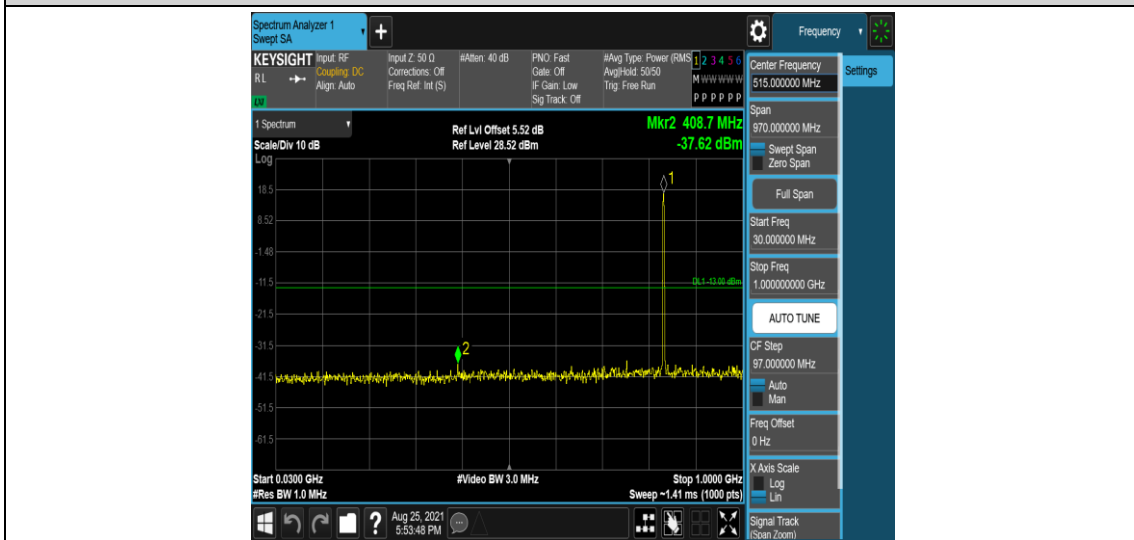 Spectrum Analyzer 1
Swept SA
+
Frequency
KEYSIGHT
RL
Input: RF
Coupling: DC
Align: Auto
Input Z: 50 Ω
Corrections: Off
Freq Ref: Int (S)
#Atten: 40 dB
PNO: Fast
Gate: Off
IF Gain: Low
Sig Track: Off
#Avg Type: Power (RMS
Avg|Hold: 50/50
Trig: Free Run
1 2 3 4 5 6
M W W W W W
P P P P P P
LXI
1 Spectrum
Scale/Div 10 dB
Ref Lvl Offset 5.52 dB
Ref Level 28.52 dBm
Mkr2 408.7 MHz
-37.62 dBm
Log
18.5
8.52
-1.48
-11.5
-21.5
-31.5
-41.5
-51.5
-61.5
1
DL1 -13.00 dBm
2
Start 0.0300 GHz
#Res BW 1.0 MHz
#Video BW 3.0 MHz
Stop 1.0000 GHz
Sweep ~1.41 ms (1000 pts)
Center Frequency
515.000000 MHz
Settings
Span
970.000000 MHz
Swept Span
Zero Span
Full Span
Start Freq
30.000000 MHz
Stop Freq
1.000000000 GHz
AUTO TUNE
CF Step
97.000000 MHz
Auto
Man
Freq Offset
0 Hz
X Axis Scale
Log
Lin
Signal Track
(Span Zoom)
?
Aug 25, 2021
5:53:48 PM